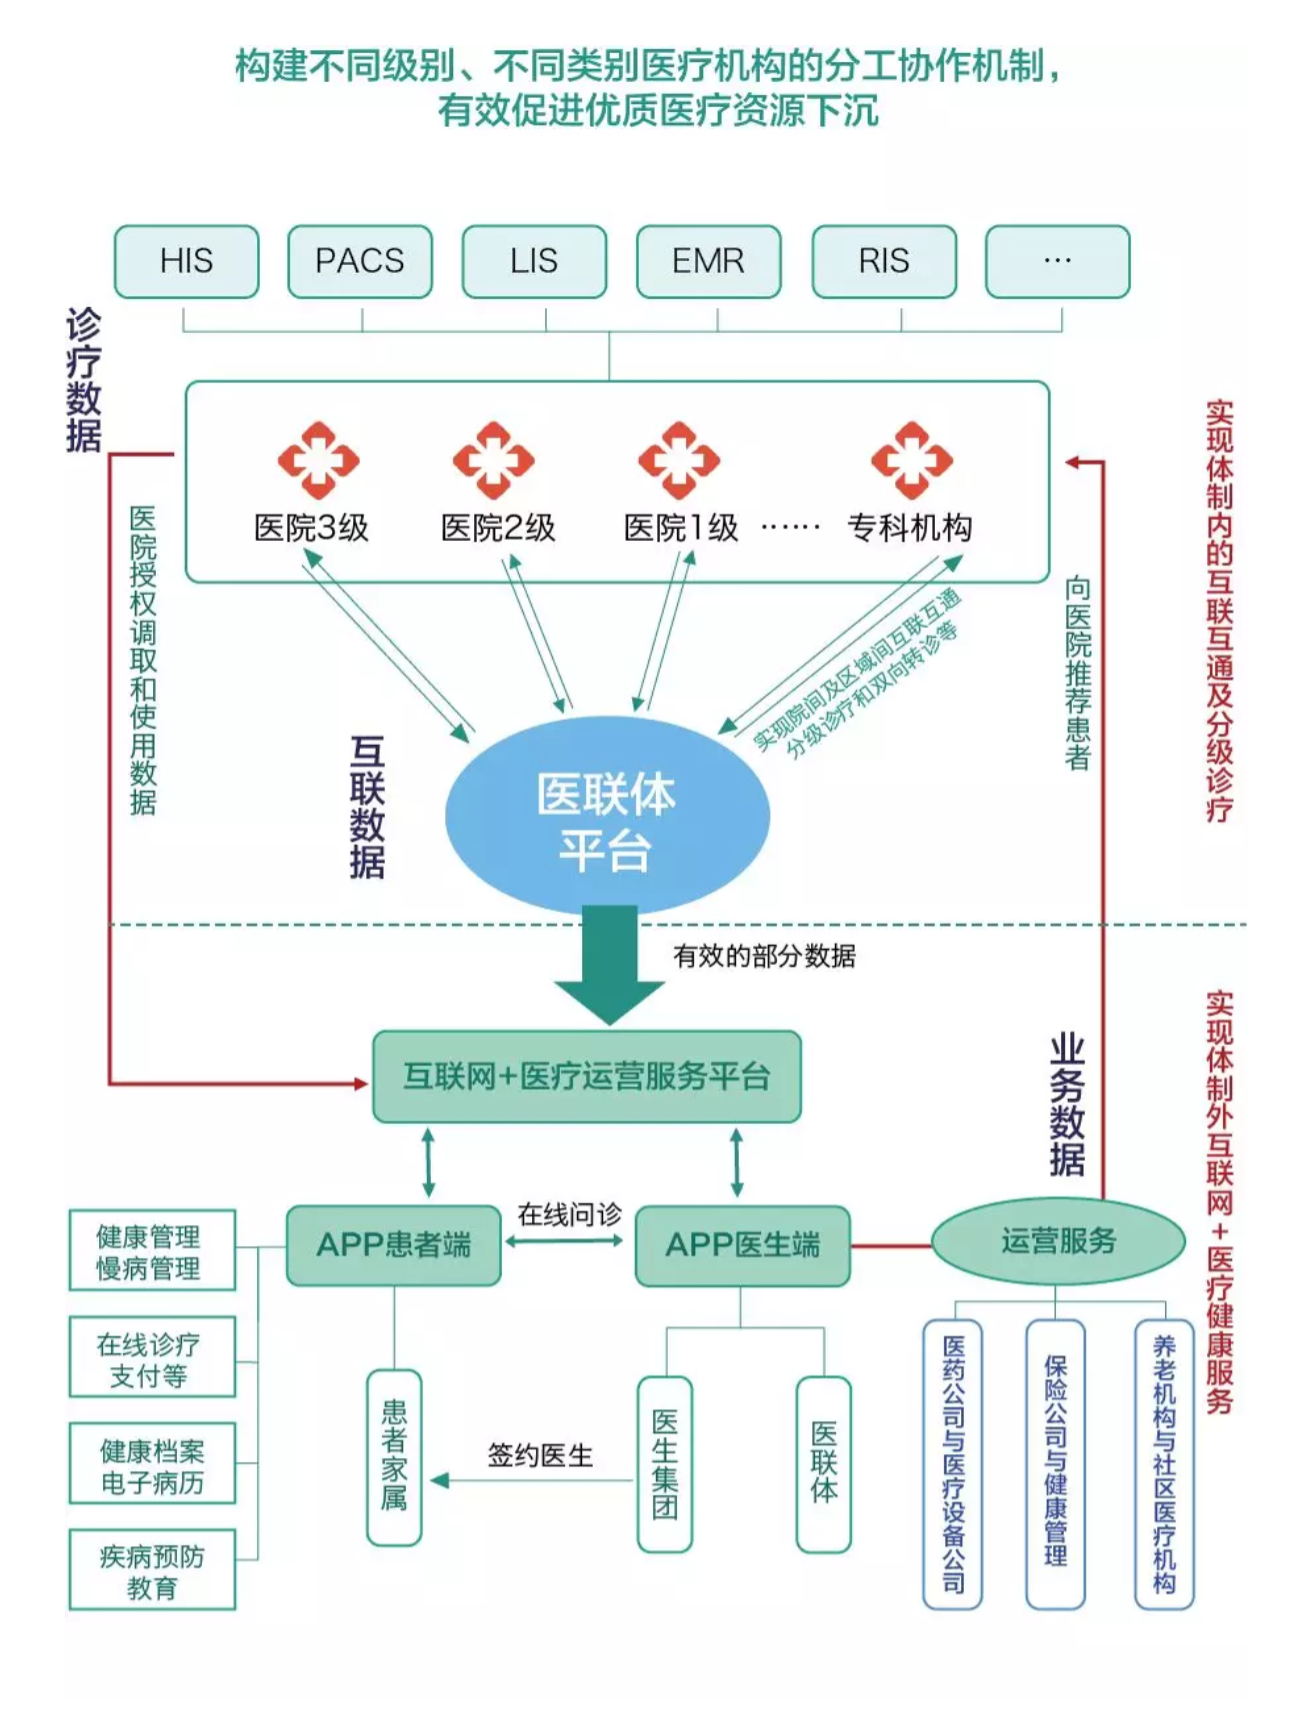 构建不同级别、不同类别医疗机构的分工协作机制，
有效促进优质医疗资源下沉
HIS
PACS
LIS
EMR
RIS
…
诊疗数据
医院3级
医院2级
医院1级
……
专科机构
医院授权调取和使用数据
实现院间及区域间互联互通
分级诊疗和双向转诊等
向医院推荐患者
实现体制内的互联互通及分级诊疗
互联数据
医联体
平台
有效的部分数据
互联网+医疗运营服务平台
业务数据
实现体制外互联网+医疗健康服务
APP患者端
在线问诊
APP医生端
运营服务
健康管理
慢病管理
在线诊疗
支付等
健康档案
电子病历
疾病预防
教育
患者家属
签约医生
医生集团
医联体
医药公司与医疗设备公司
保险公司与健康管理
养老机构与社区医疗机构